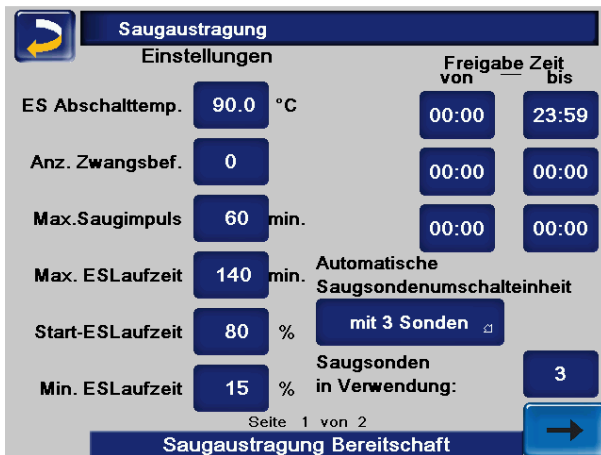 Saugaustragung
Einstellungen
Freigabe Zeit
von bis
ES Abschalttemp. 90.0 °C
00:00 23:59
Anz. Zwangsbef. 0
00:00 00:00
Max.Saugimpuls 60 min.
00:00 00:00
Max. ESLaufzeit 140 min.
Automatische
Saugsondenumschalteinheit
Start-ESLaufzeit 80 %
mit 3 Sonden
Min. ESLaufzeit 15 %
Saugsonden
in Verwendung: 3
Seite 1 von 2
Saugaustragung Bereitschaft